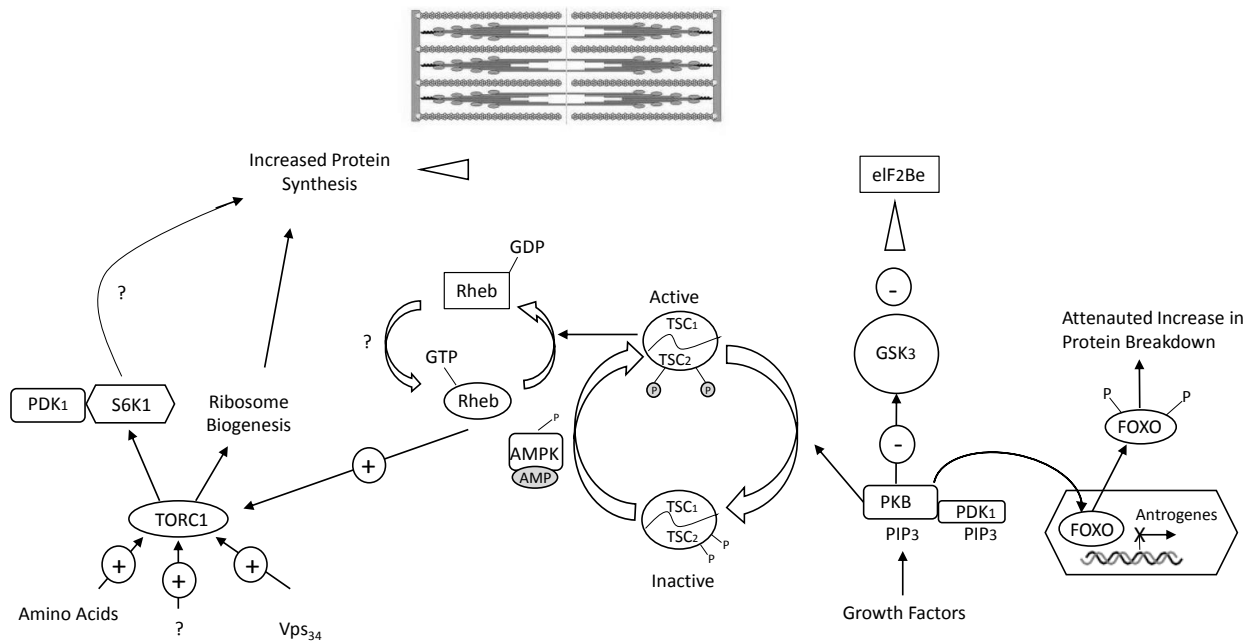 Increased Protein
Synthesis
eIF2Be
GDP
Rheb
?
?
GTP
Rheb
Active
TSC1
TSC2
P
P
GSK3
-
-
Attenauted Increase in
Protein Breakdown
P
P
FOXO
PDK1
S6K1
Ribosome
Biogenesis
P
AMPK
AMP
+
TORC1
TSC1
TSC2
P
P
Inactive
PKB
PDK1
PIP3
PIP3
FOXO
Antrogenes
X
+
+
+
Amino Acids
?
Vps34
Growth Factors